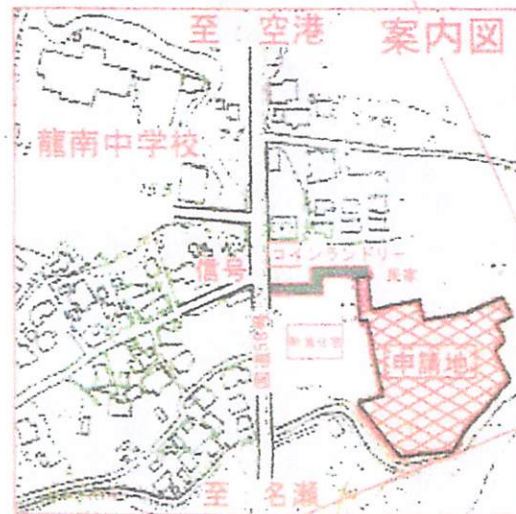 至 空港
案内図
龍南中学校
コインランドリー
信号
民家
申請地
至 名瀬